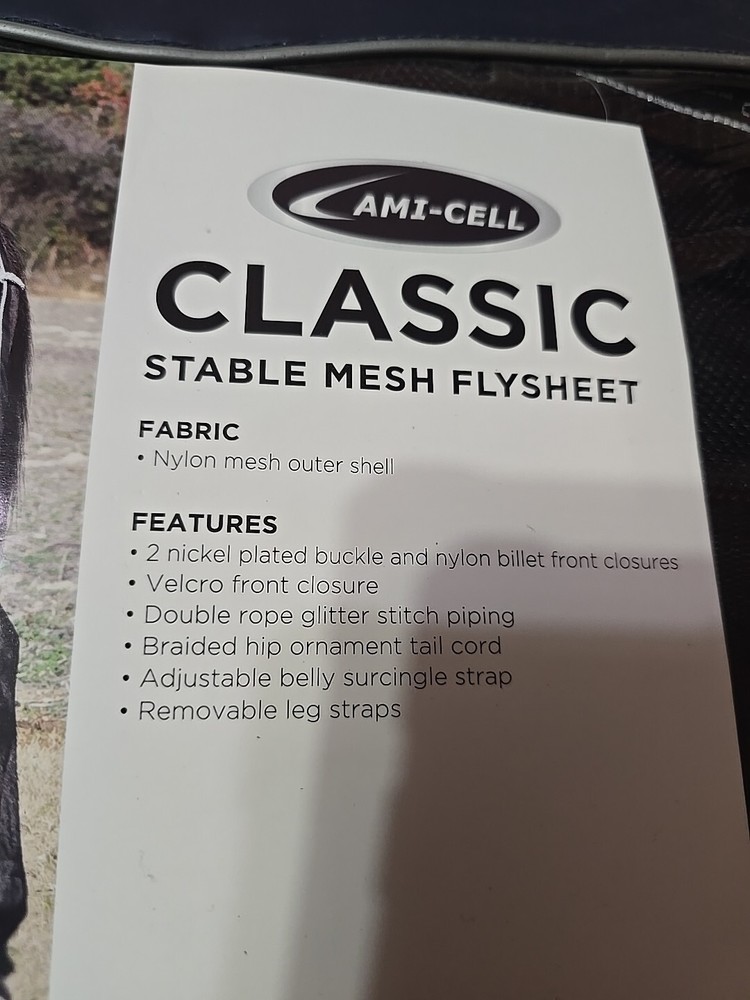 AMI-CELL
CLASSIC
STABLE MESH FLYSHEET
FABRIC
• Nylon mesh outer shell
FEATURES
• 2 nickel plated buckle and nylon billet front closures
• Velcro front closure
• Double rope glitter stitch piping
• Braided hip ornament tail cord
• Adjustable belly surcingle strap
• Removable leg straps